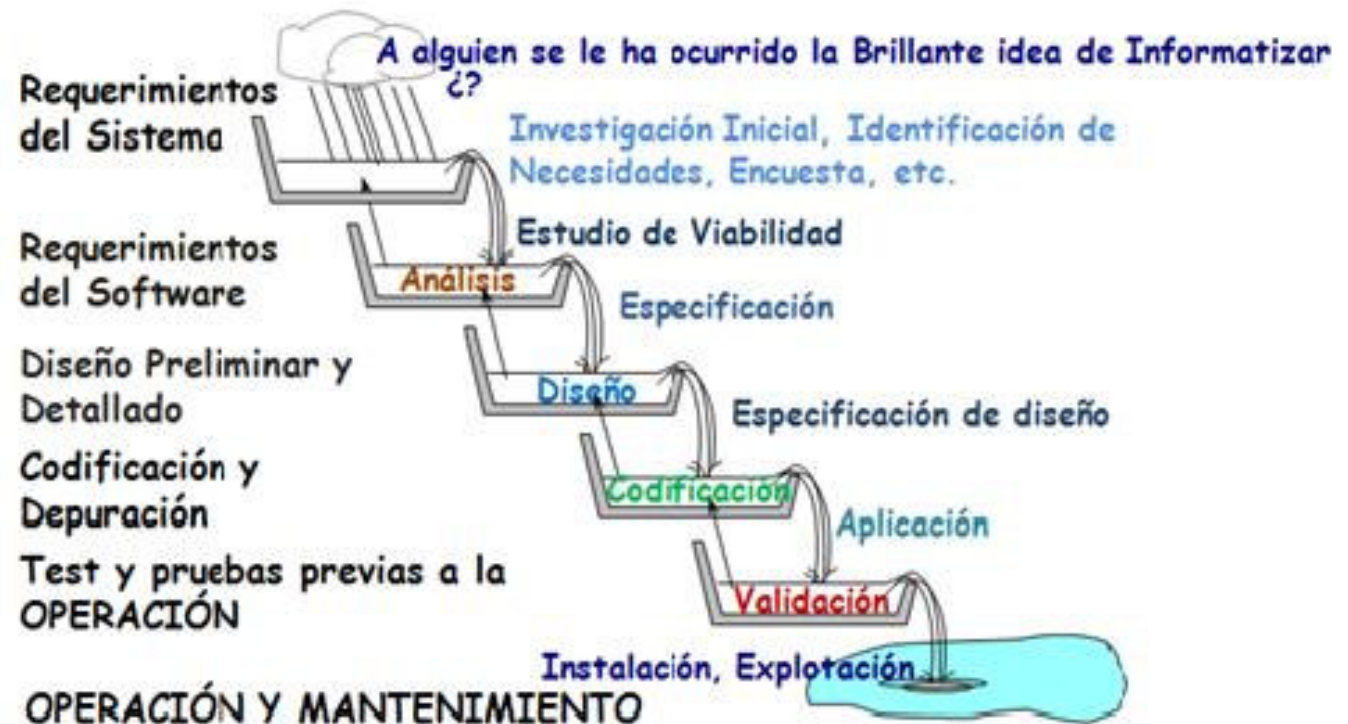 A alguien se le ha ocurrido la Brillante idea de Informatizar
¿?
Requerimientos
del Sistema
Investigación Inicial, Identificación de
Necesidades, Encuesta, etc.
Estudio de Viabilidad
Requerimientos
del Software
Análisis
Especificación
Diseño Preliminar y
Detallado
Diseño
Especificación de diseño
Codificación y
Depuración
Codificación
Aplicación
Test y pruebas previas a la
OPERACIÓN
Validación
Instalación, Explotación
OPERACIÓN Y MANTENIMIENTO